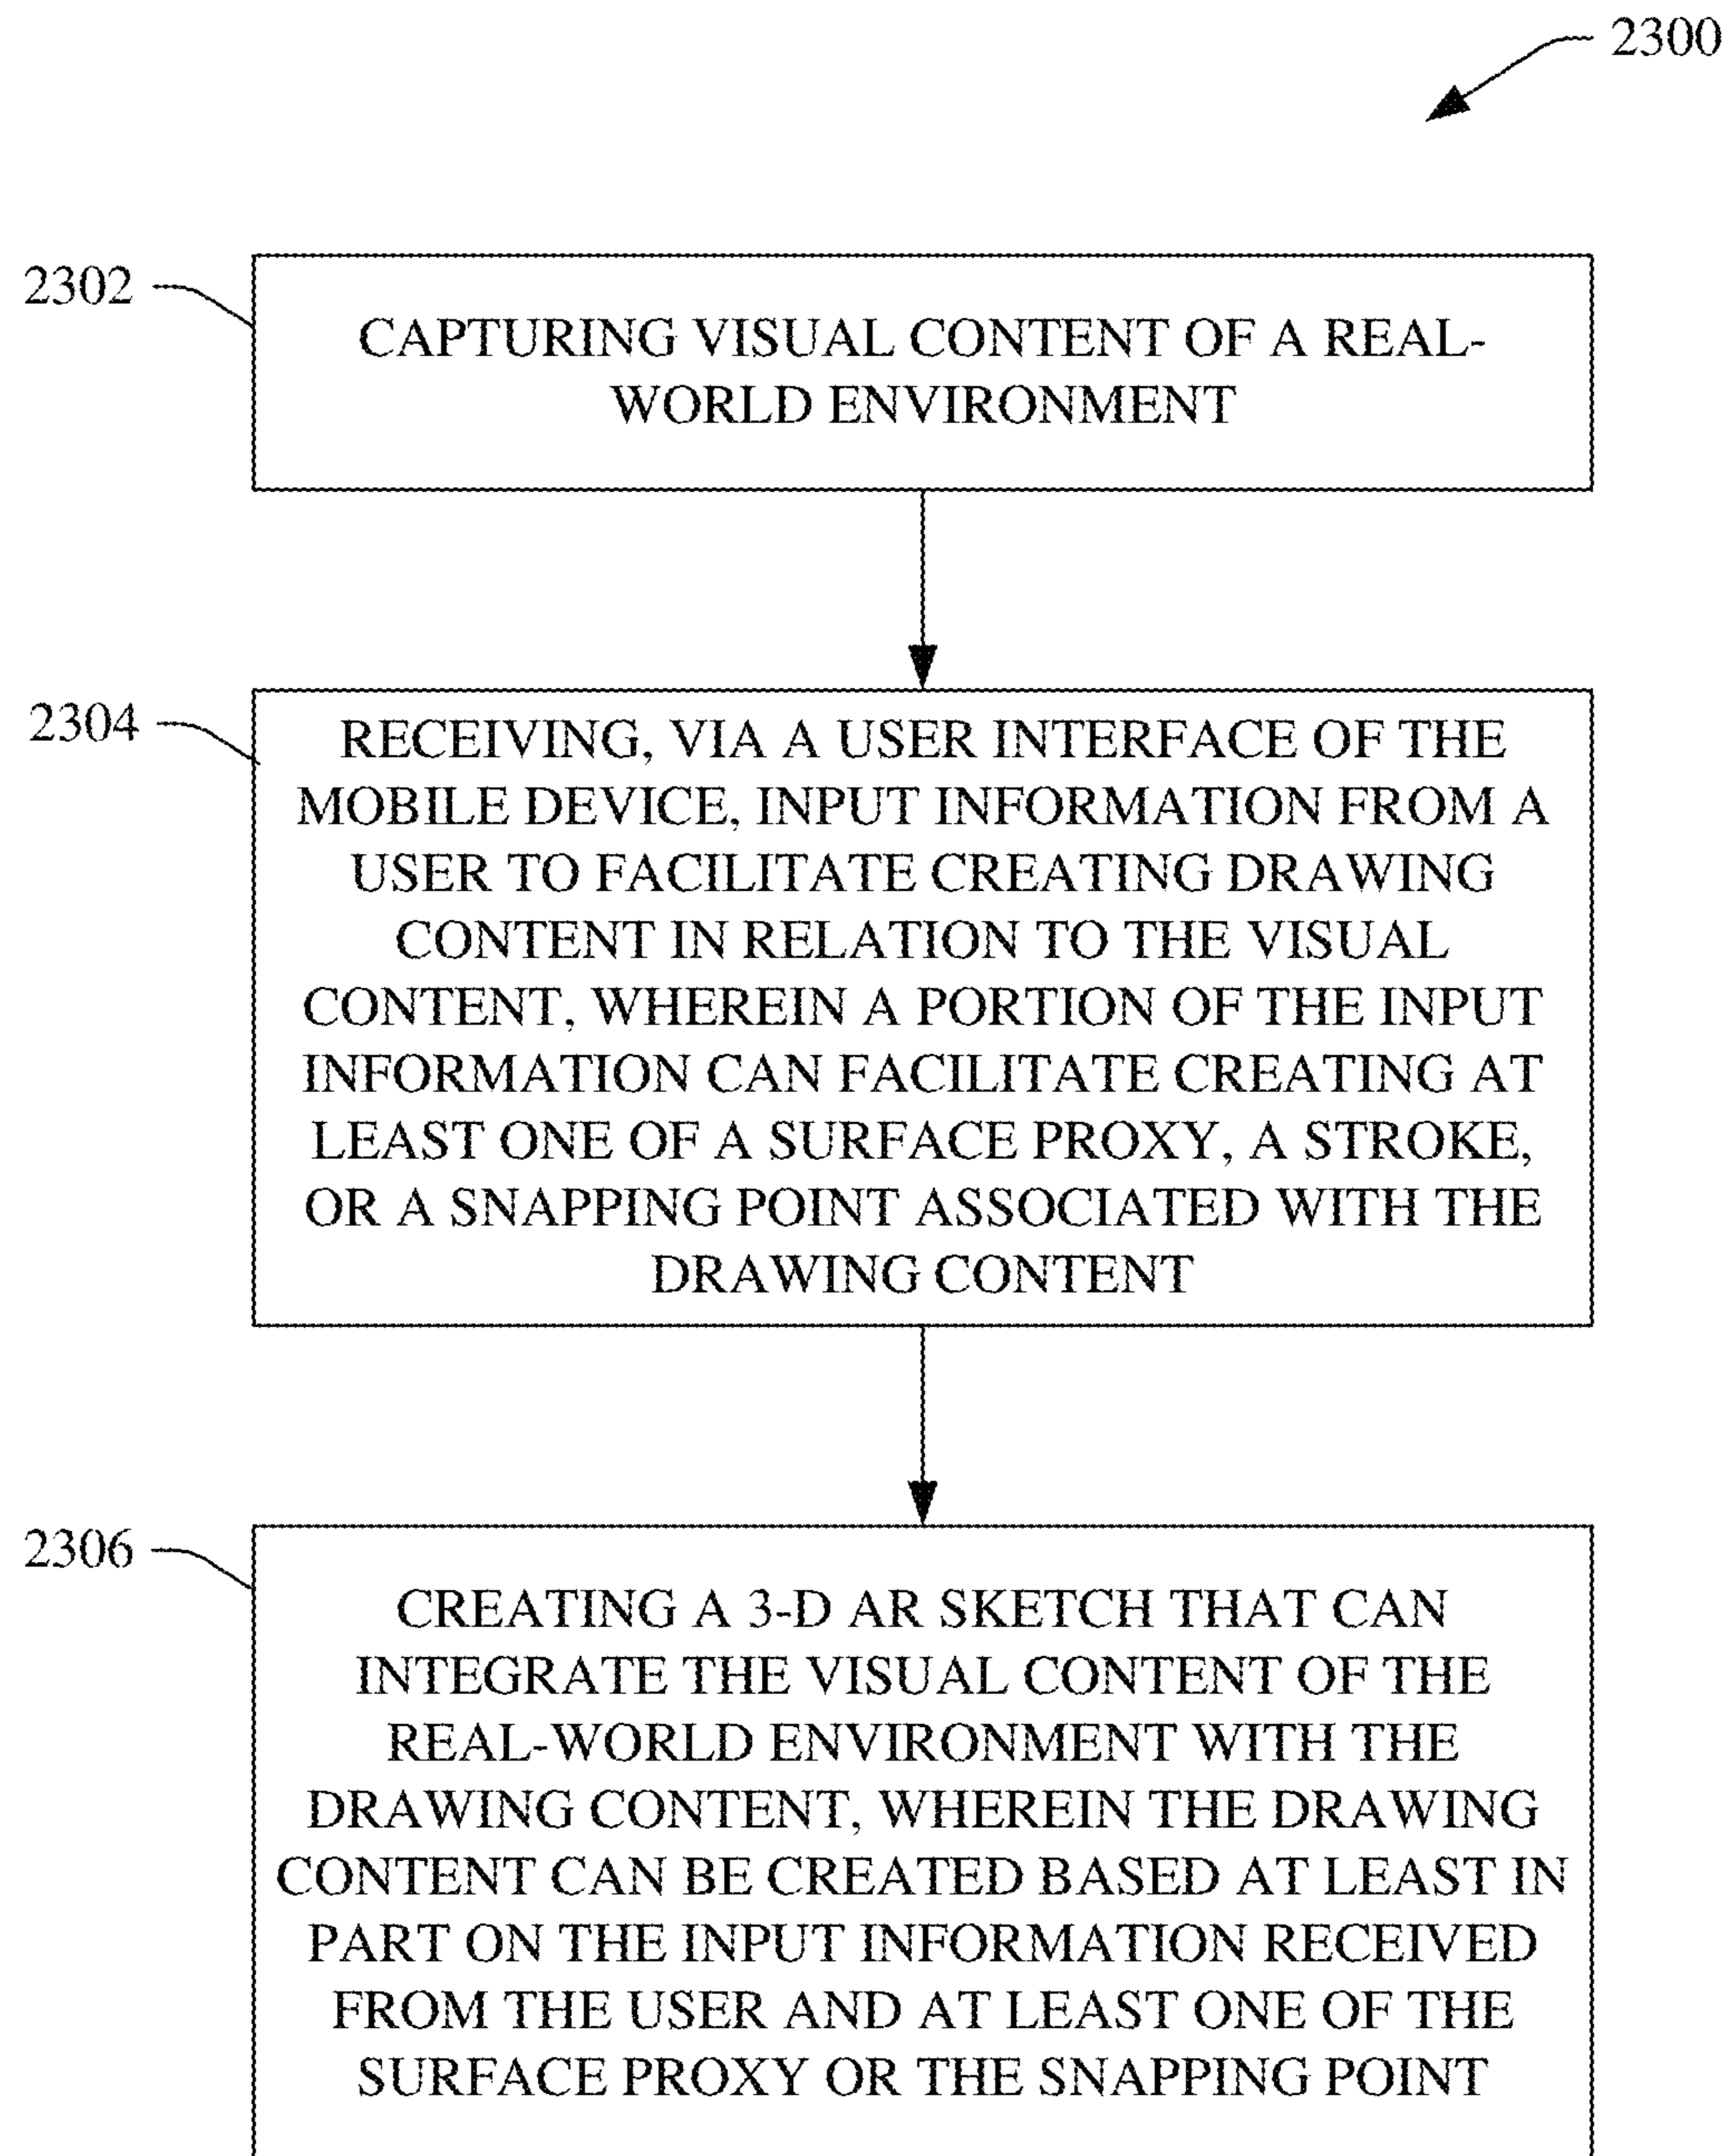 2300
2302
CAPTURING VISUAL CONTENT OF A REAL-
WORLD ENVIRONMENT
2304
RECEIVING, VIA A USER INTERFACE OF THE
MOBILE DEVICE, INPUT INFORMATION FROM A
USER TO FACILITATE CREATING DRAWING
CONTENT IN RELATION TO THE VISUAL
CONTENT, WHEREIN A PORTION OF THE INPUT
INFORMATION CAN FACILITATE CREATING AT
LEAST ONE OF A SURFACE PROXY, A STROKE,
OR A SNAPPING POINT ASSOCIATED WITH THE
DRAWING CONTENT
2306
CREATING A 3-D AR SKETCH THAT CAN
INTEGRATE THE VISUAL CONTENT OF THE
REAL-WORLD ENVIRONMENT WITH THE
DRAWING CONTENT, WHEREIN THE DRAWING
CONTENT CAN BE CREATED BASED AT LEAST IN
PART ON THE INPUT INFORMATION RECEIVED
FROM THE USER AND AT LEAST ONE OF THE
SURFACE PROXY OR THE SNAPPING POINT